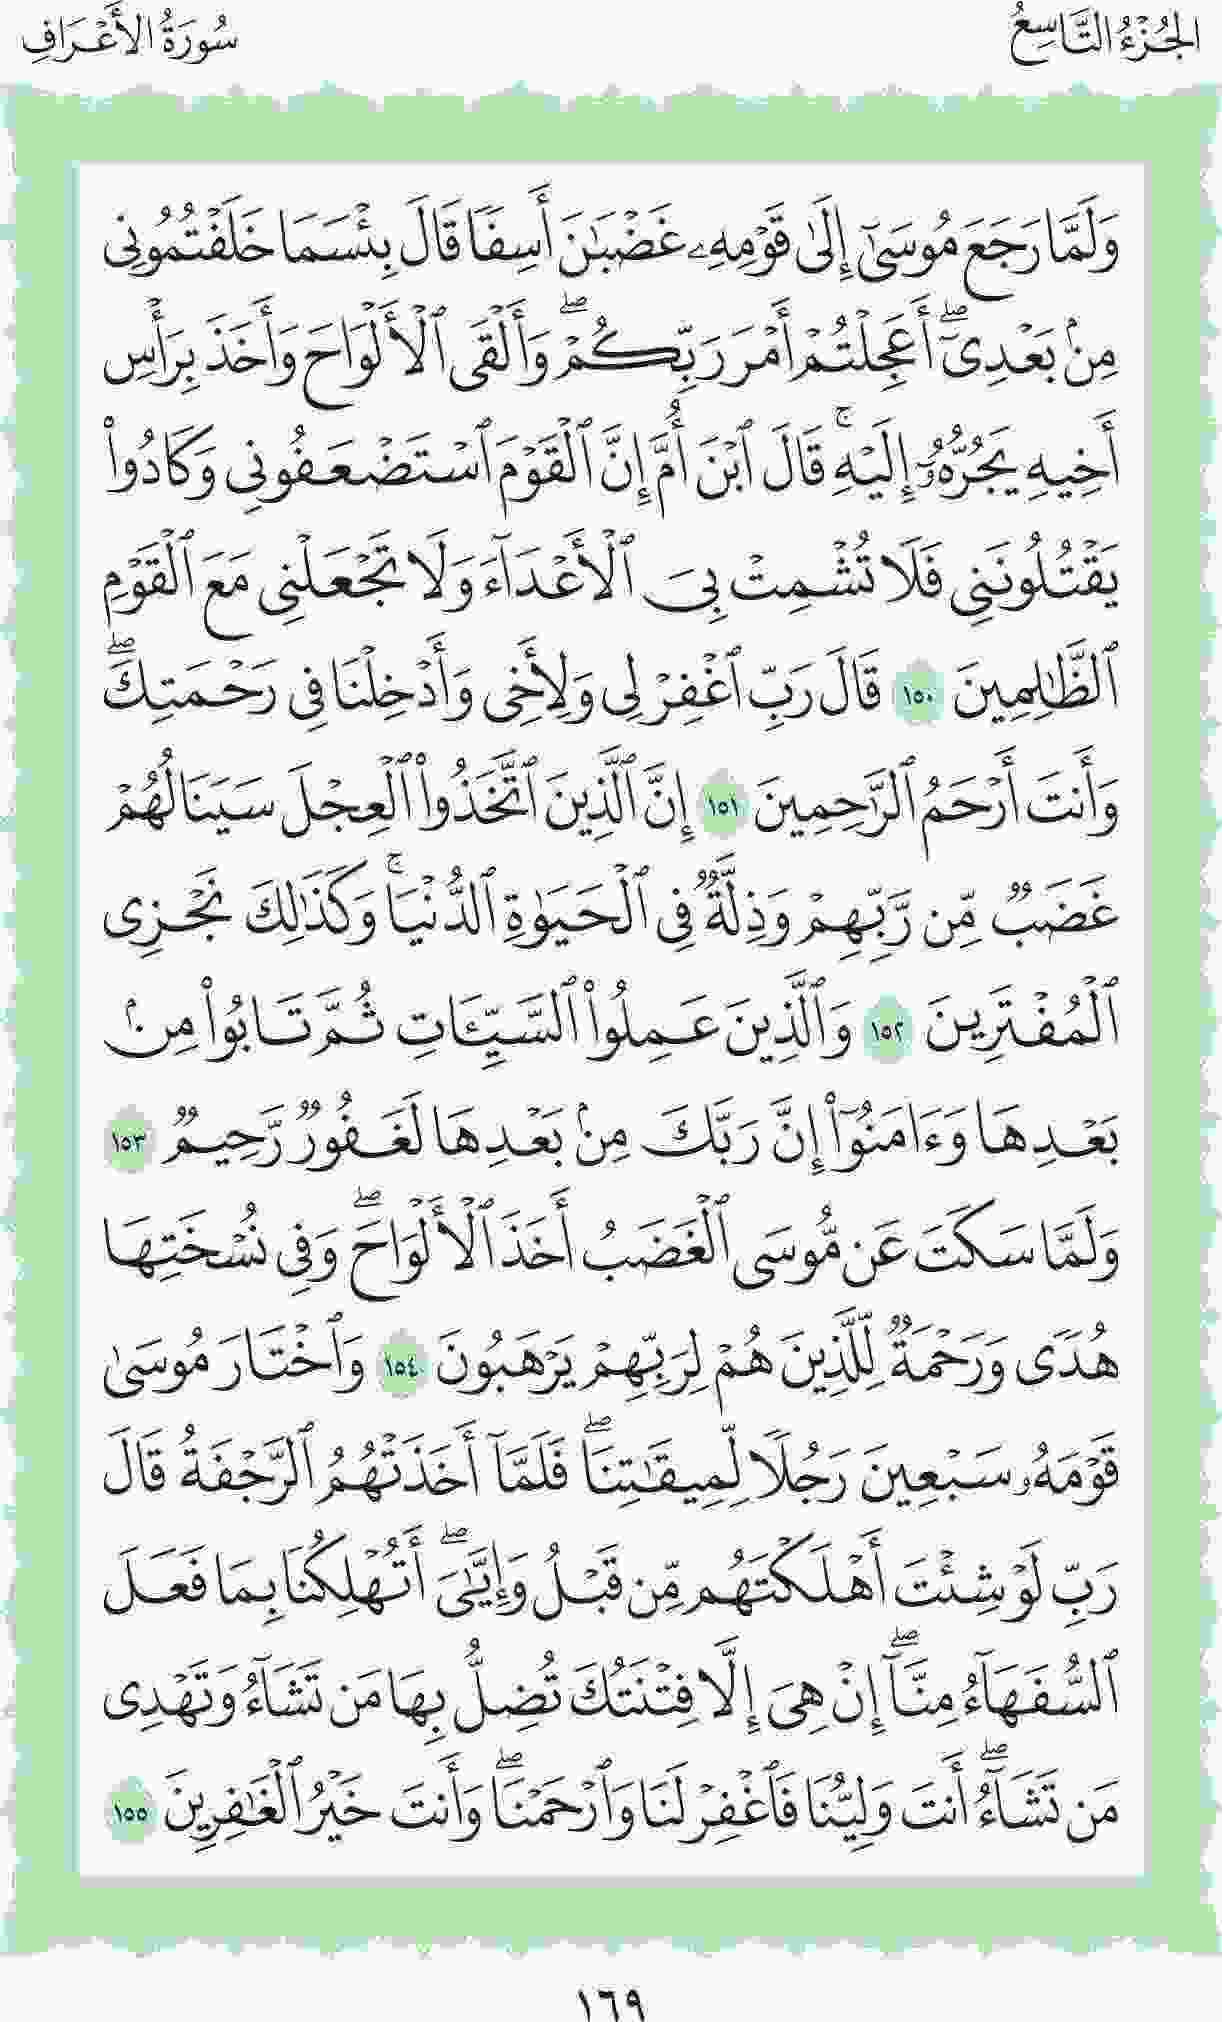 الجُزْءُ التَّاسِعُ
سُورَةُ الأَعْرَافِ
وَلَمَّا رَجَعَ مُوسَىٰٓ إِلَىٰ قَوْمِهِۦ غَضْبَٰنَ أَسِفًا قَالَ بِئْسَمَا خَلَفْتُمُونِى
مِنۢ بَعْدِىٓ ۖ أَعَجِلْتُمْ أَمْرَ رَبِّكُمْ ۖ وَأَلْقَى ٱلْأَلْوَاحَ وَأَخَذَ بِرَأْسِ
أَخِيهِ يَجُرُّهُۥٓ إِلَيْهِ ۚ قَالَ ٱبْنَ أُمَّ إِنَّ ٱلْقَوْمَ ٱسْتَضْعَفُونِى وَكَادُوا۟
يَقْتُلُونَنِى فَلَا تُشْمِتْ بِىَ ٱلْأَعْدَآءَ وَلَا تَجْعَلْنِى مَعَ ٱلْقَوْمِ
ٱلظَّٰلِمِينَ ١٥٠ قَالَ رَبِّ ٱغْفِرْ لِى وَلِأَخِى وَأَدْخِلْنَا فِى رَحْمَتِكَ ۖ
وَأَنتَ أَرْحَمُ ٱلرَّٰحِمِينَ ١٥١ إِنَّ ٱلَّذِينَ ٱتَّخَذُوا۟ ٱلْعِجْلَ سَيَنَالُهُمْ
غَضَبٌ مِّن رَّبِّهِمْ وَذِلَّةٌ فِى ٱلْحَيَوٰةِ ٱلدُّنْيَا ۚ وَكَذَٰلِكَ نَجْزِى
ٱلْمُفْتَرِينَ ١٥٢ وَٱلَّذِينَ عَمِلُوا۟ ٱلسَّيِّـَٔاتِ ثُمَّ تَابُوا۟ مِنۢ
بَعْدِهَا وَءَامَنُوٓا۟ إِنَّ رَبَّكَ مِنۢ بَعْدِهَا لَغَفُورٌ رَّحِيمٌ ١٥٣
وَلَمَّا سَكَتَ عَن مُّوسَى ٱلْغَضَبُ أَخَذَ ٱلْأَلْوَاحَ ۖ وَفِى نُسْخَتِهَا
هُدًى وَرَحْمَةٌ لِّلَّذِينَ هُمْ لِرَبِّهِمْ يَرْهَبُونَ ١٥٤ وَٱخْتَارَ مُوسَىٰ
قَوْمَهُۥ سَبْعِينَ رَجُلًا لِّمِيقَٰتِنَا ۖ فَلَمَّآ أَخَذَتْهُمُ ٱلرَّجْفَةُ قَالَ
رَبِّ لَوْ شِئْتَ أَهْلَكْتَهُم مِّن قَبْلُ وَإِيَّٰىَ ۖ أَتُهْلِكُنَا بِمَا فَعَلَ
ٱلسُّفَهَآءُ مِنَّآ ۖ إِنْ هِىَ إِلَّا فِتْنَتُكَ تُضِلُّ بِهَا مَن تَشَآءُ وَتَهْدِى
مَن تَشَآءُ ۖ أَنتَ وَلِيُّنَا فَٱغْفِرْ لَنَا وَٱرْحَمْنَا ۖ وَأَنتَ خَيْرُ ٱلْغَٰفِرِينَ ١٥٥
١٦٩